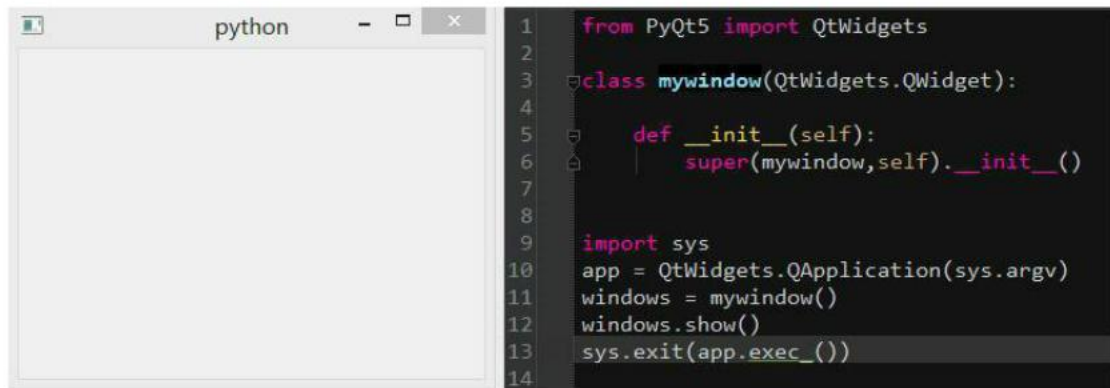 python
1 from PyQt5 import QtWidgets
2
3 class mywindow(QtWidgets.QWidget):
4
5     def __init__(self):
6         super(mywindow,self).__init__()
7
8
9 import sys
10 app = QtWidgets.QApplication(sys.argv)
11 windows = mywindow()
12 windows.show()
13 sys.exit(app.exec_())
14